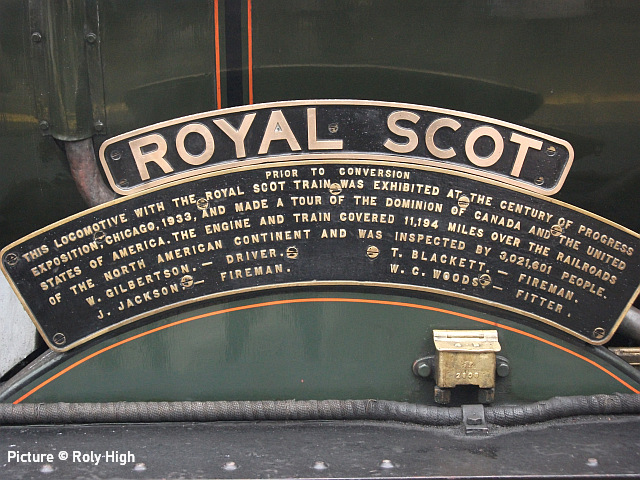 ROYAL SCOT
PRIOR TO CONVERSION
THIS LOCOMOTIVE WITH THE ROYAL SCOT TRAIN WAS EXHIBITED AT THE CENTURY OF PROGRESS
EXPOSITION, CHICAGO, 1933, AND MADE A TOUR OF THE DOMINION OF CANADA AND THE UNITED
STATES OF AMERICA. THE ENGINE AND TRAIN COVERED 11,194 MILES OVER THE RAILROADS
OF THE NORTH AMERICAN CONTINENT AND WAS INSPECTED BY 3,021,601 PEOPLE.
W. GILBERTSON. — DRIVER. T. BLACKETT — FIREMAN.
J. JACKSON — FIREMAN. W. C. WOODS — FITTER.
Picture © Roly-High